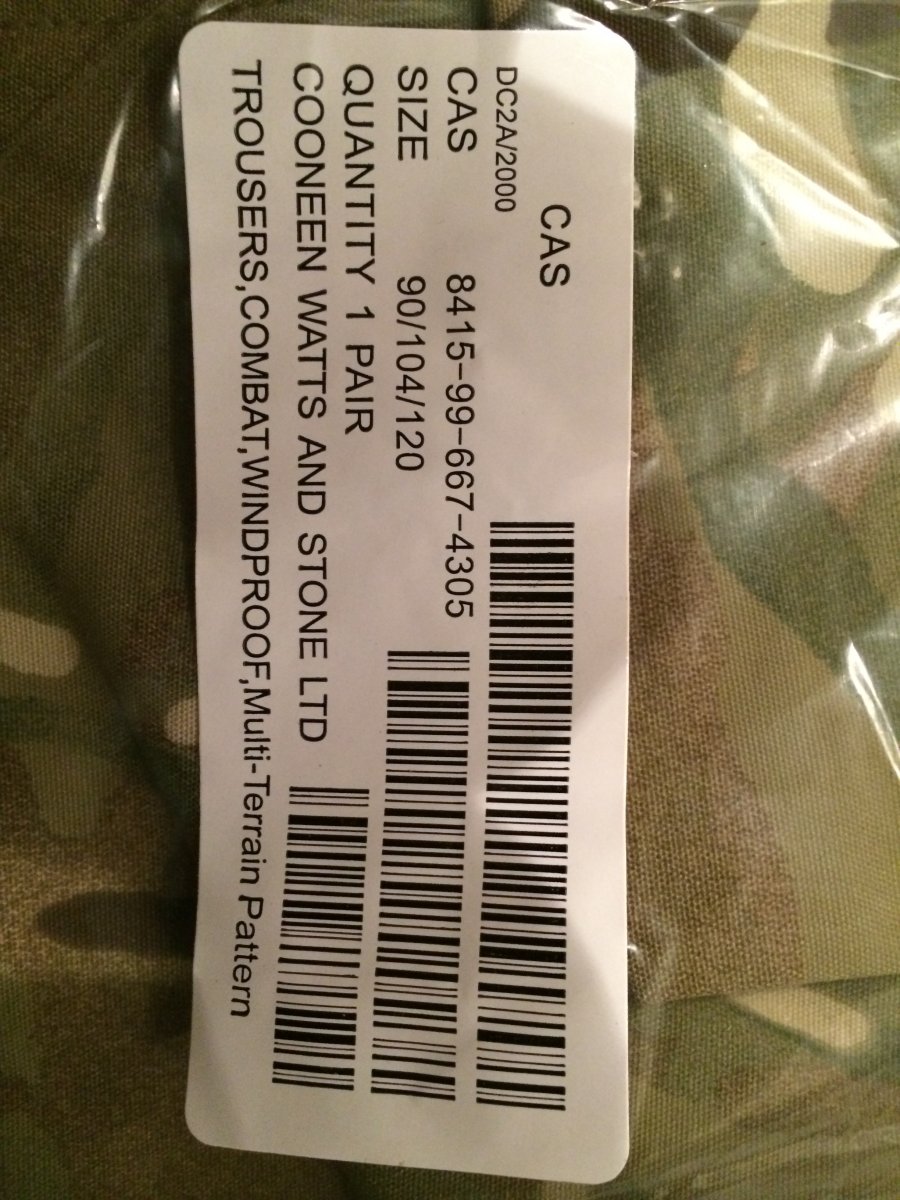 CAS
DC2A/2000
CAS 8415-99-667-4305
SIZE 90/104/120
QUANTITY 1 PAIR
COONEEN WATTS AND STONE LTD
TROUSERS,COMBAT,WINDPROOF,Multi-Terrain Pattern